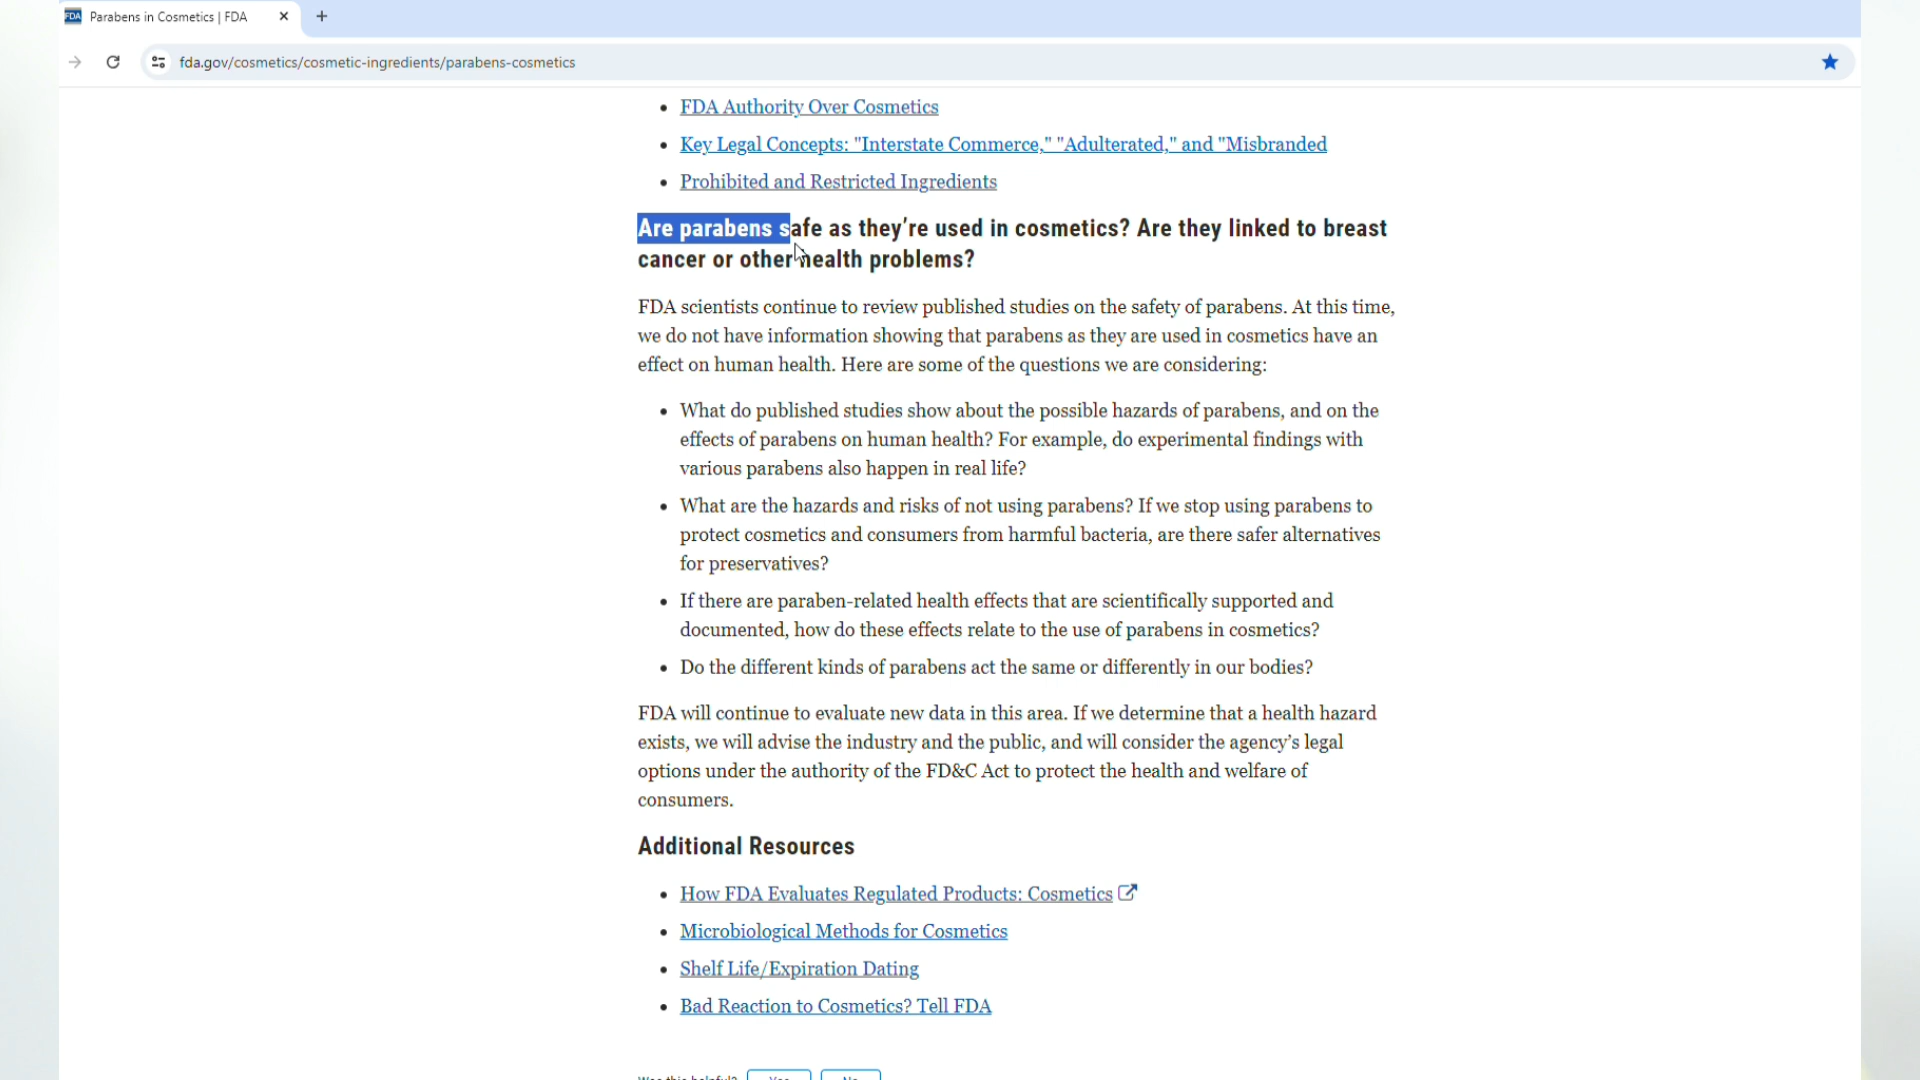 FDA Parabens in Cosmetics | FDA
fda.gov/cosmetics/cosmetic-ingredients/parabens-cosmetics
FDA Authority Over Cosmetics
Key Legal Concepts: "Interstate Commerce," "Adulterated," and "Misbranded
Prohibited and Restricted Ingredients
Are parabens safe as they're used in cosmetics? Are they linked to breast
cancer or other health problems?
FDA scientists continue to review published studies on the safety of parabens. At this time,
we do not have information showing that parabens as they are used in cosmetics have an
effect on human health. Here are some of the questions we are considering:
What do published studies show about the possible hazards of parabens, and on the
effects of parabens on human health? For example, do experimental findings with
various parabens also happen in real life?
What are the hazards and risks of not using parabens? If we stop using parabens to
protect cosmetics and consumers from harmful bacteria, are there safer alternatives
for preservatives?
If there are paraben-related health effects that are scientifically supported and
documented, how do these effects relate to the use of parabens in cosmetics?
Do the different kinds of parabens act the same or differently in our bodies?
FDA will continue to evaluate new data in this area. If we determine that a health hazard
exists, we will advise the industry and the public, and will consider the agency's legal
options under the authority of the FD&C Act to protect the health and welfare of
consumers.
Additional Resources
How FDA Evaluates Regulated Products: Cosmetics
Microbiological Methods for Cosmetics
Shelf Life/Expiration Dating
Bad Reaction to Cosmetics? Tell FDA